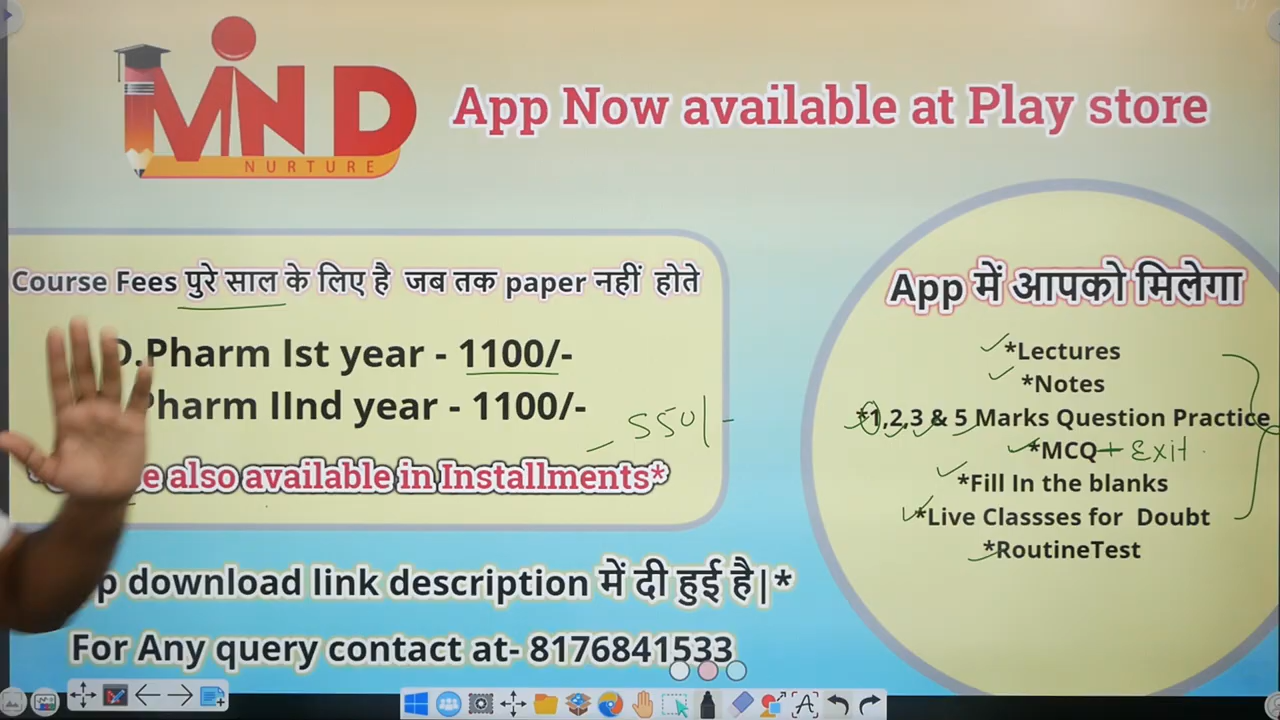 MIND
NURTURE
App Now available at Play store
Course Fees पुरे साल के लिए है जब तक paper नहीं होते
D.Pharm Ist year - 1100/-
Pharm IInd year - 1100/-
550/-
also available in Installments*
download link description में दी हुई है|*
For Any query contact at- 8176841533
App में आपको मिलेगा
*Lectures
*Notes
*1,2,3 & 5 Marks Question Practice
*MCQ + Exit
*Fill In the blanks
*Live Classses for Doubt
*RoutineTest